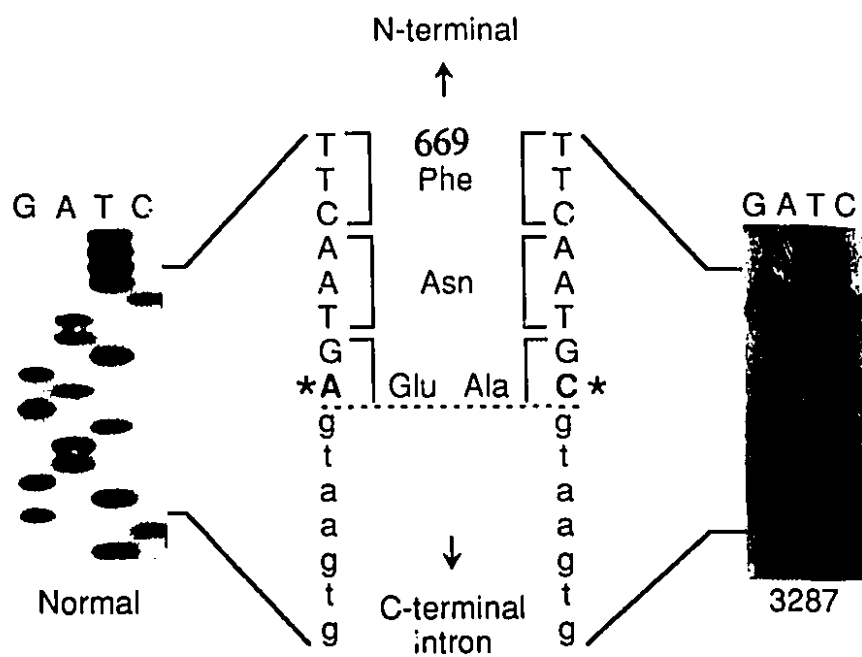 N-terminal
↑
T 669 T
T Phe T
C C
A A
A Asn A
T T
G G
*A Glu Ala C*
g g
t t
a a
a a
g g
t t
g g
↓
C-terminal
intron
G A T C
Normal
G A T C
3287